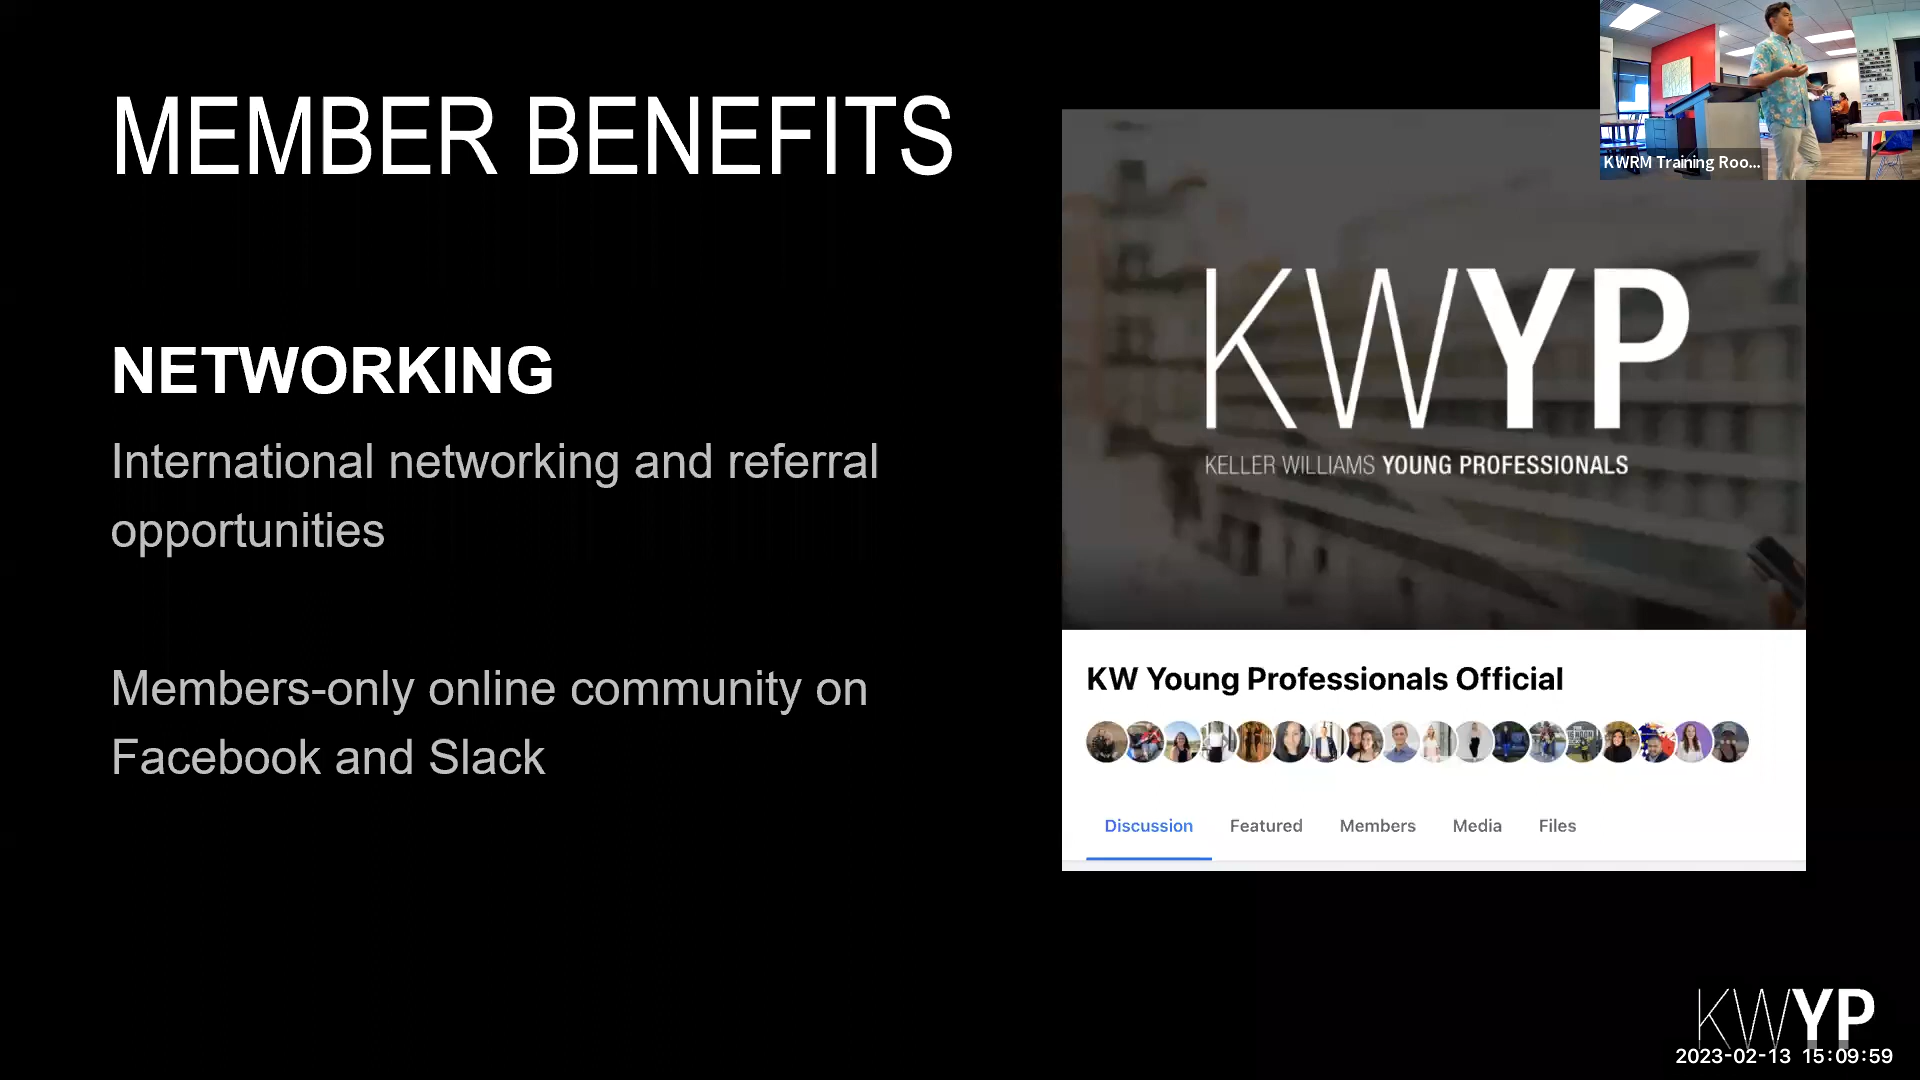 MEMBER BENEFITS
NETWORKING
International networking and referral
opportunities
Members-only online community on
Facebook and Slack
KWRM Training Roo...
KWYP
KELLER WILLIAMS YOUNG PROFESSIONALS
KW Young Professionals Official
Discussion Featured Members Media Files
KWYP
2023-02-13 15:09:59